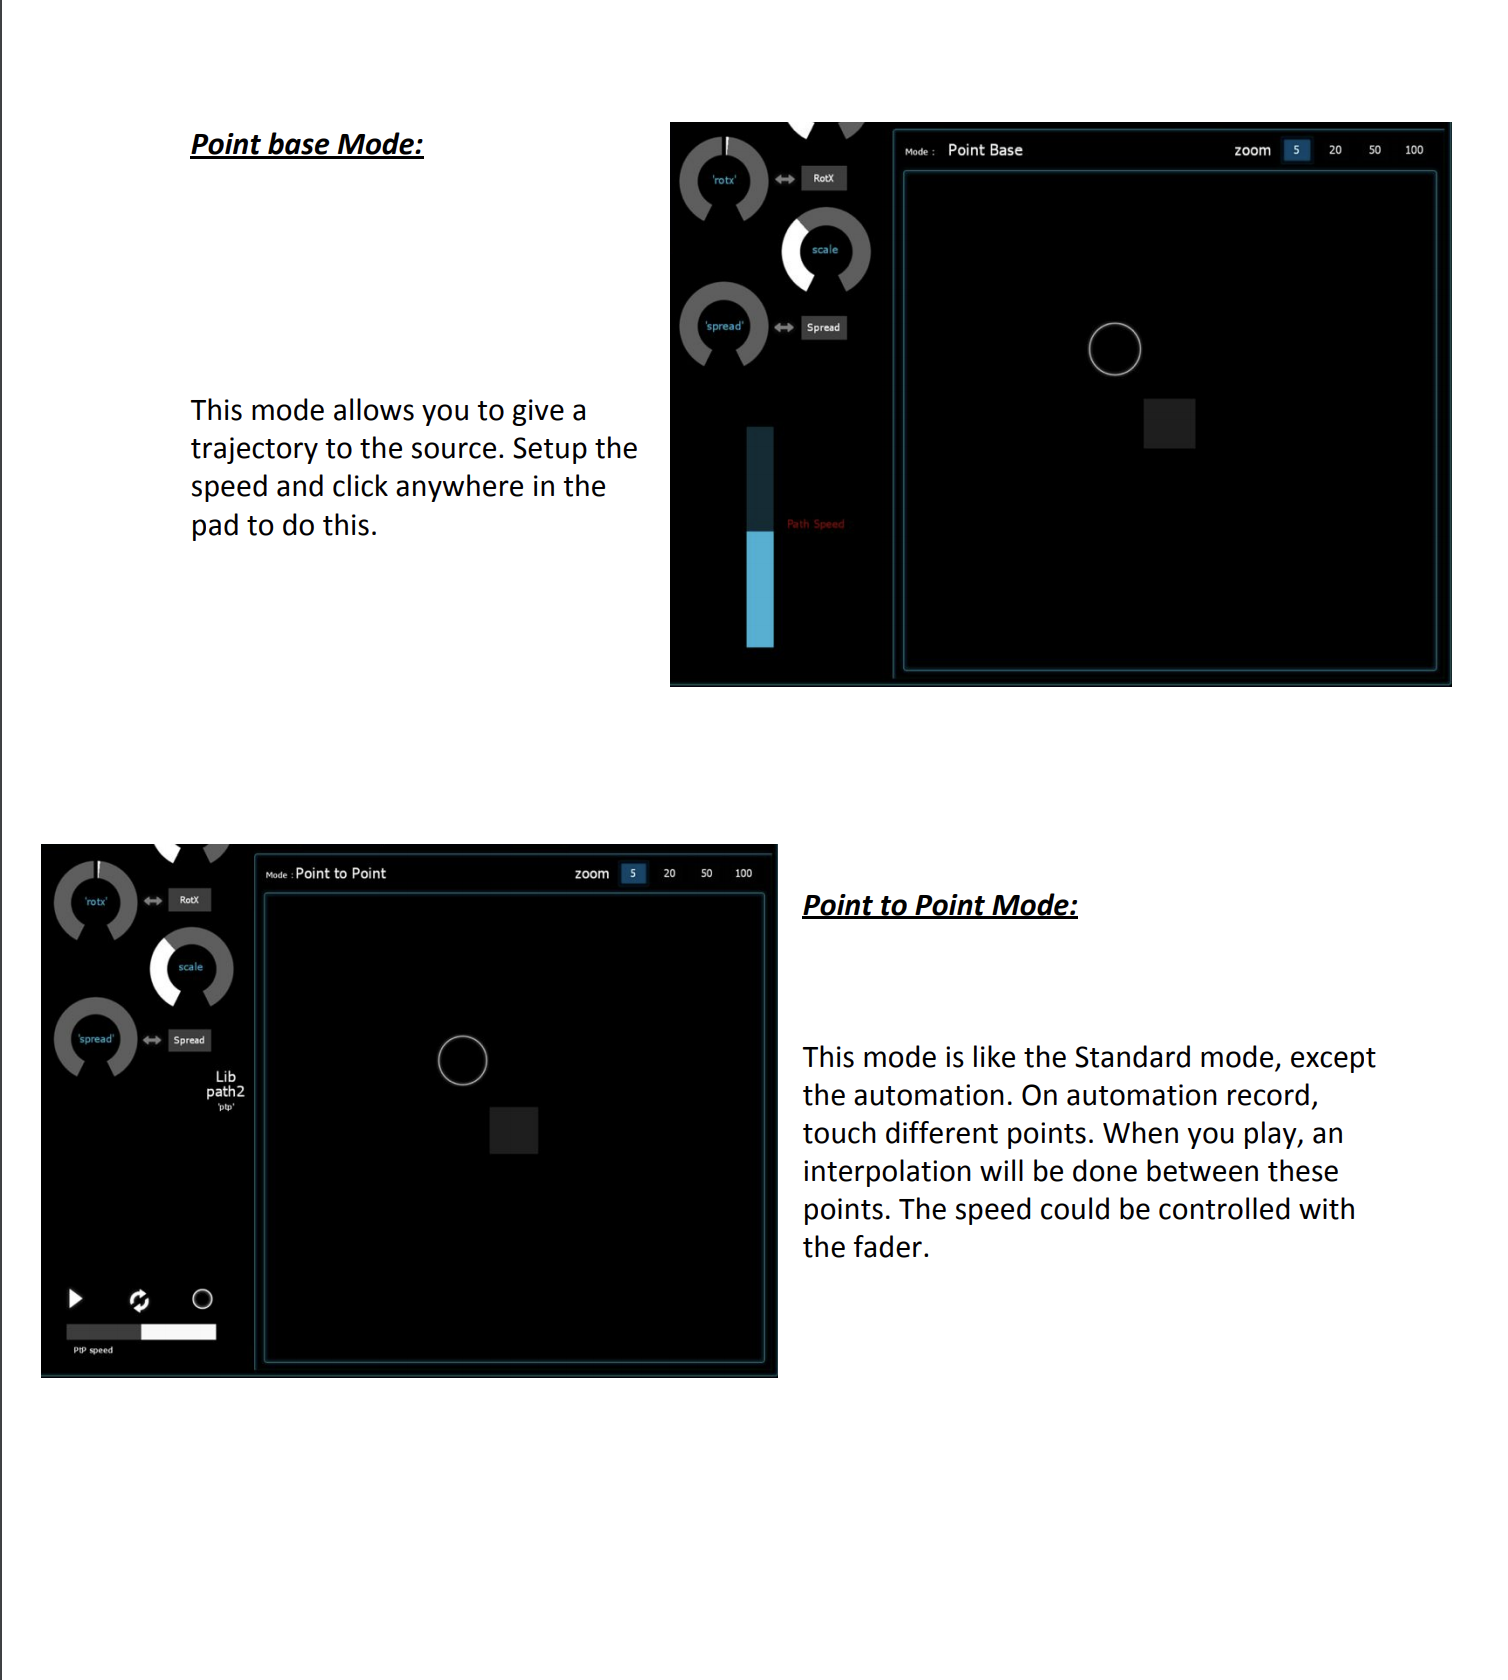 Point base Mode:
Mode : Point Base
zoom 5 20 50 100
'rotx' RotX
scale
'spread' Spread
Path Speed
This mode allows you to give a
trajectory to the source. Setup the
speed and click anywhere in the
pad to do this.
Mode : Point to Point
zoom 5 20 50 100
'rotx' RotX
scale
'spread' Spread
Lib
path2
'ptp'
PtP speed
Point to Point Mode:
This mode is like the Standard mode, except
the automation. On automation record,
touch different points. When you play, an
interpolation will be done between these
points. The speed could be controlled with
the fader.